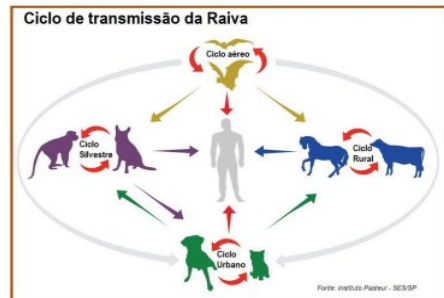 Ciclo de transmissão da Raiva
Ciclo aéreo
Ciclo
Silvestre
Ciclo
Rural
Ciclo
Urbano
Fonte: Instituto Pasteur - SES/SP